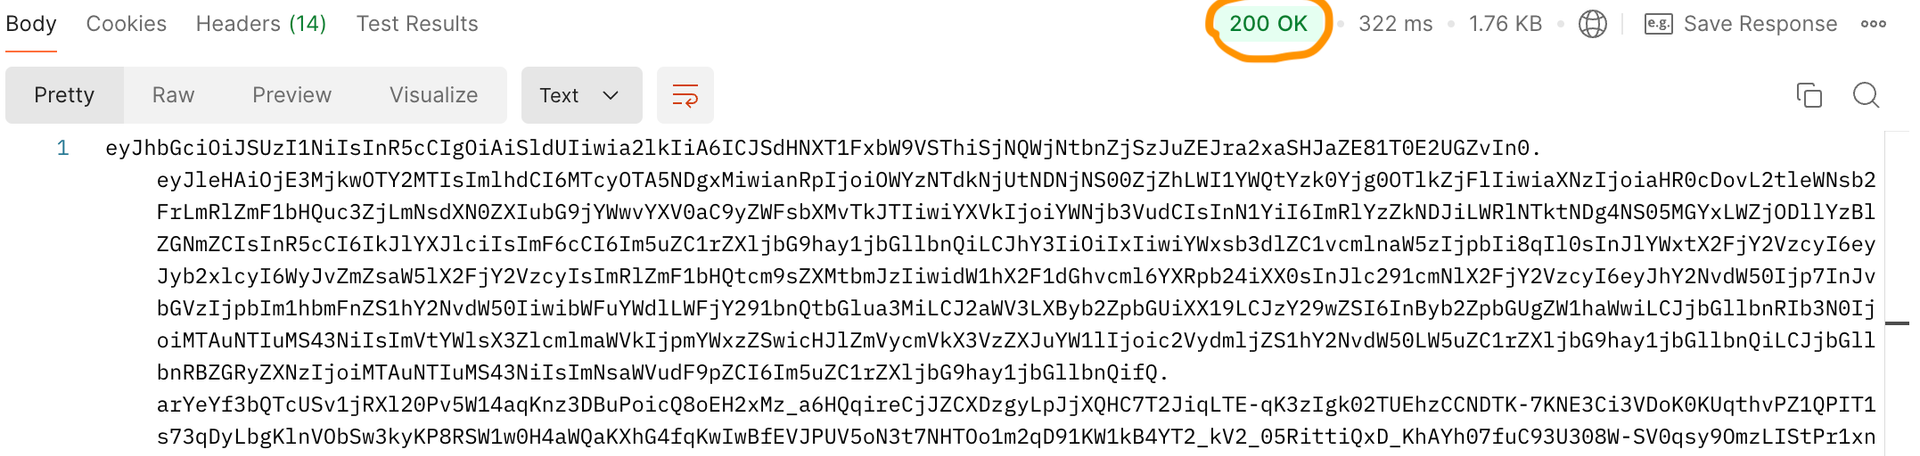 Body Cookies Headers (14) Test Results 200 OK • 322 ms • 1.76 KB • e.g. Save Response
Pretty Raw Preview Visualize Text
1 eyJhbGciOiJSUzI1NiIsInR5cCIgOiAiSldUIiwia2lkIiA6ICJSdHNXT1FxbW9VSThiSjNQWjNtbnZjSzJuZEJra2xaSHJaZE81T0E2UGZvIn0.
eyJleHAiOjE3MjkwOTY2MTIsImlhdCI6MTcyOTA5NDgxMiwianRpIjoiOWYzNTdkNjUtNDNjNS00ZjZhLWI1YWQtYzk0Yjg0OTlkZjFlIiwiaXNzIjoiaHR0cDovL2tleWNsb2
FrLmRlZmF1bHQuc3ZjLmNsdXN0ZXIubG9jYWwvYXV0aC9yZWFsbXMvTkJTIiwiYXVkIjoiYWNjb3VudCIsInN1YiI6ImRlYzZkNDJiLWRlNTktNDg4NS05MGYxLWZjODllYzBl
ZGNmZCIsInR5cCI6IkJlYXJlciIsImF6cCI6Im5uZC1rZXljbG9hay1jbGllbnQiLCJhY3IiOiIxIiwiYWxsb3dlZC1vcmlnaW5zIjpbIi8qIl0sInJlYWxtX2FjY2VzcyI6ey
Jyb2xlcyI6WyJvZmZsaW5lX2FjY2VzcyIsImRlZmF1bHQtcm9sZXMtbmJzIiwidW1hX2F1dGhvcml6YXRpb24iXX0sInJlc291cmNlX2FjY2VzcyI6eyJhY2NvdW50Ijp7InJv
bGVzIjpbIm1hbmFnZS1hY2NvdW50IiwibWFuYWdlLWFjY291bnQtbGlua3MiLCJ2aWV3LXByb2ZpbGUiXX19LCJzY29wZSI6InByb2ZpbGUgZW1haWwiLCJjbGllbnRIb3N0Ij
oiMTAuNTIuMS43NiIsImVtYWlsX3ZlcmlmaWVkIjpmYWxzZSwicHJlZmVycmVkX3VzZXJuYW1lIjoic2VydmljZS1hY2NvdW50LW5uZC1rZXljbG9hay1jbGllbnQiLCJjbGll
bnRBZGRyZXNzIjoiMTAuNTIuMS43NiIsImNsaWVudF9pZCI6Im5uZC1rZXljbG9hay1jbGllbnQifQ.
arYeYf3bQTcUSv1jRXl20Pv5W14aqKnz3DBuPoicQ8oEH2xMz_a6HQqireCjJZCXDzgyLpJjXQHC7T2JiqLTE-qK3zIgk02TUEhzCCNDTK-7KNE3Ci3VDoK0KUqthvPZ1QPIT1
s73qDyLbgKlnVObSw3kyKP8RSW1w0H4aWQaKXhG4fqKwIwBfEVJPUV5oN3t7NHTOo1m2qD91KW1kB4YT2_kV2_05RittiQxD_KhAYh07fuC93U308W-SV0qsy9OmzLIStPr1xn